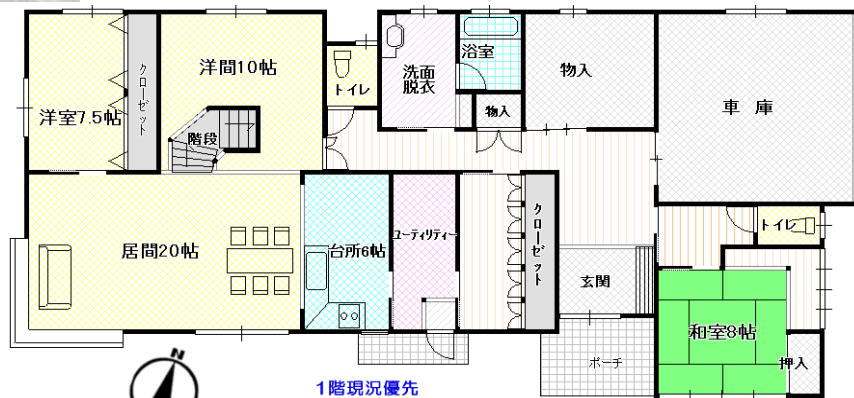 洋室7.5帖
クローゼット
洋間10帖
階段
トイレ
洗面
脱衣
浴室
物入
物入
車 庫
居間20帖
台所6帖
ユーティリティー
クローゼット
玄関
トイレ
和室8帖
押入
ポーチ
N
1階現況優先